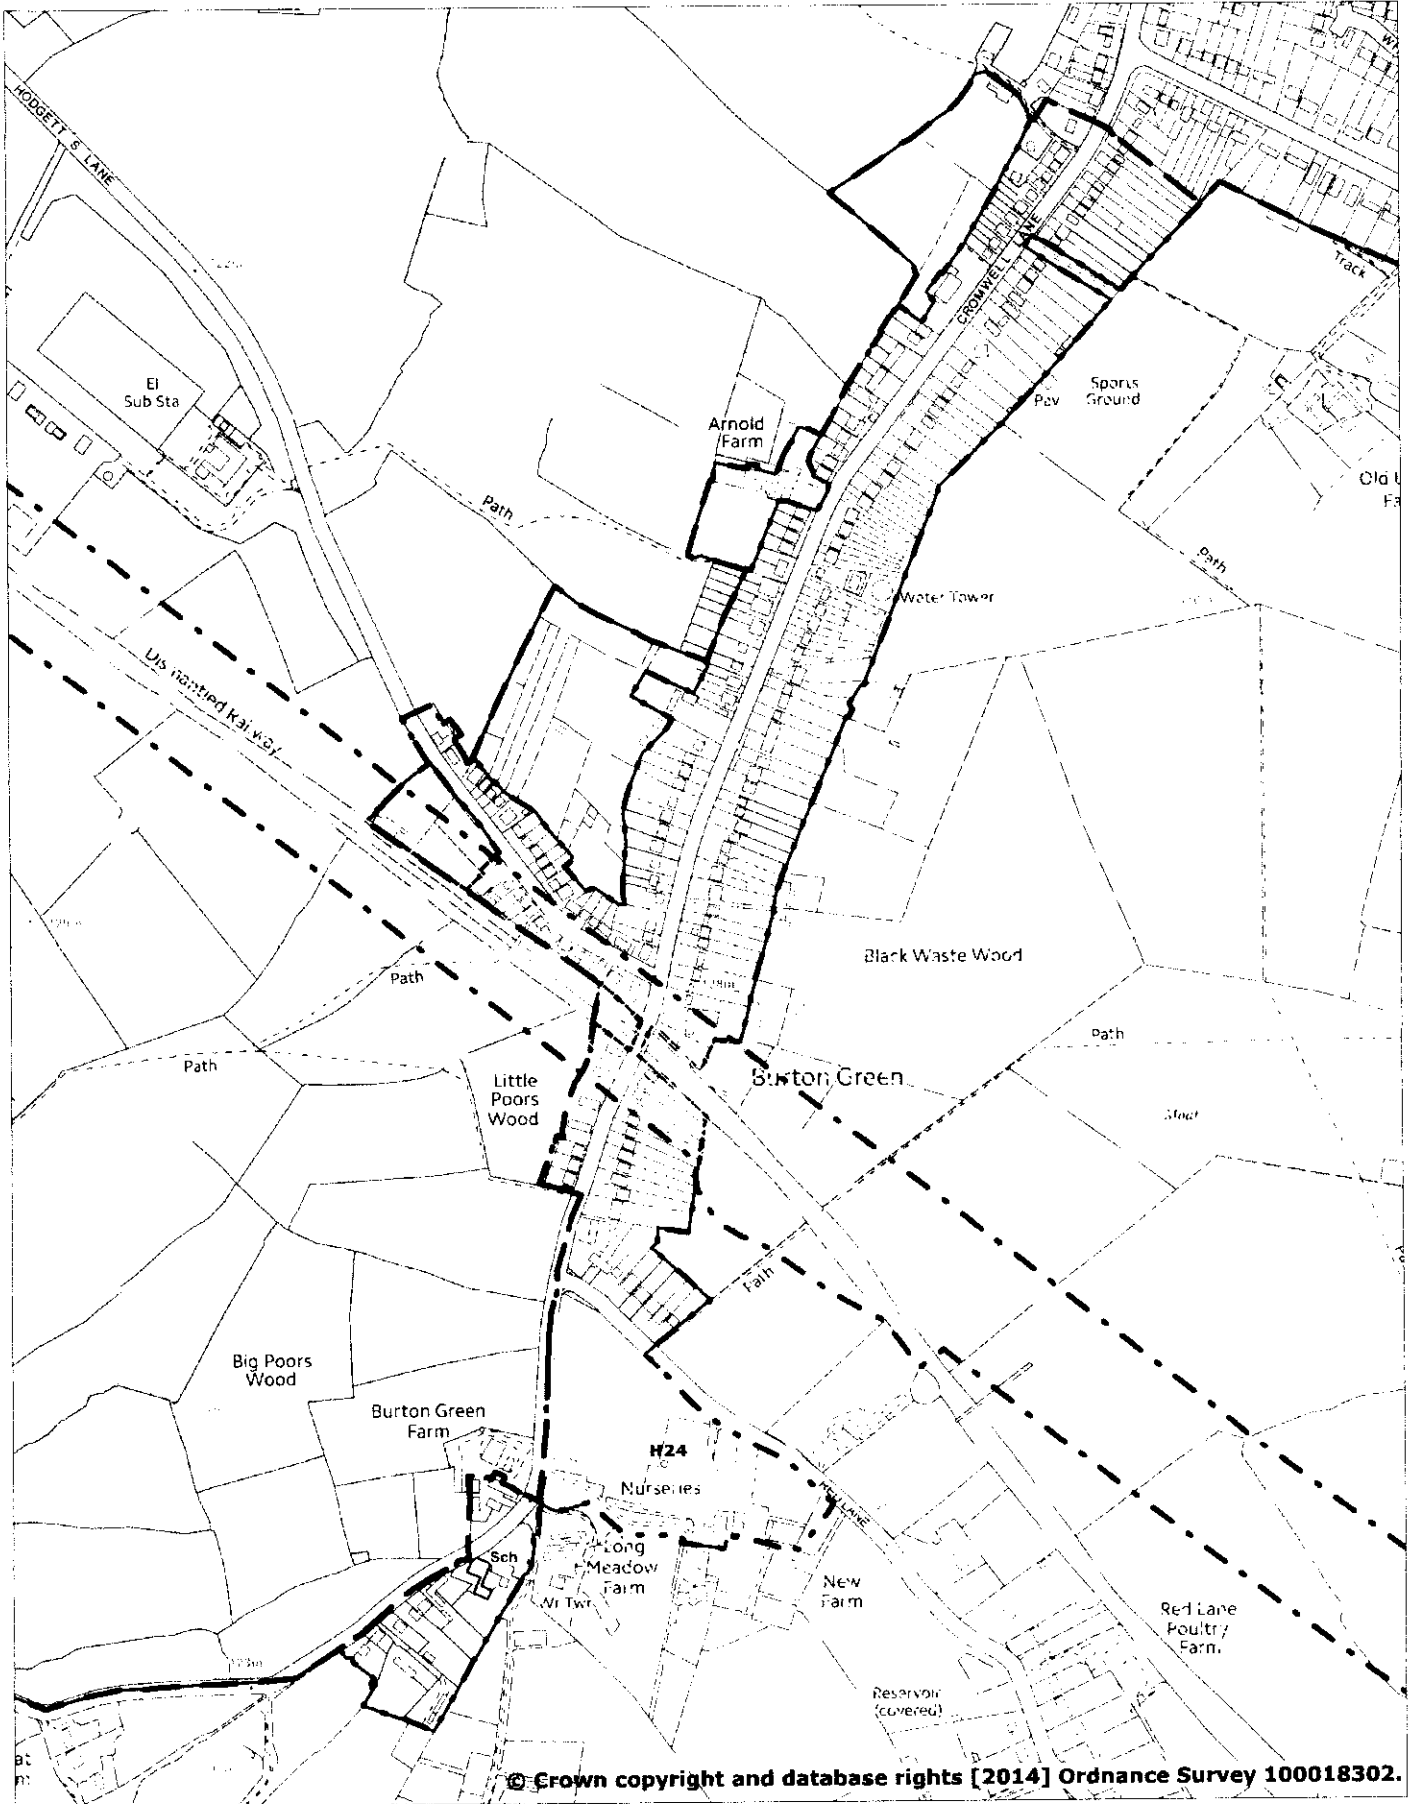 HODGETT S LANE
El
Sub Sta
CROMWELL LANE
Track
Sports
Ground
Pav
Arnold
Farm
Path
Path
Water Tower
Dismantled Railway
Black Waste Wood
Path
Path
Path
Burton Green
Little
Poors
Wood
Moat
Path
Big Poors
Wood
Burton Green
Farm
H24
Nurseries
RED LANE
Sch
Long
Meadow
Farm
Wr Twr
New
Farm
Red Lane
Poultry
Farm
Reservoir
(covered)
© Crown copyright and database rights [2014] Ordnance Survey 100018302.